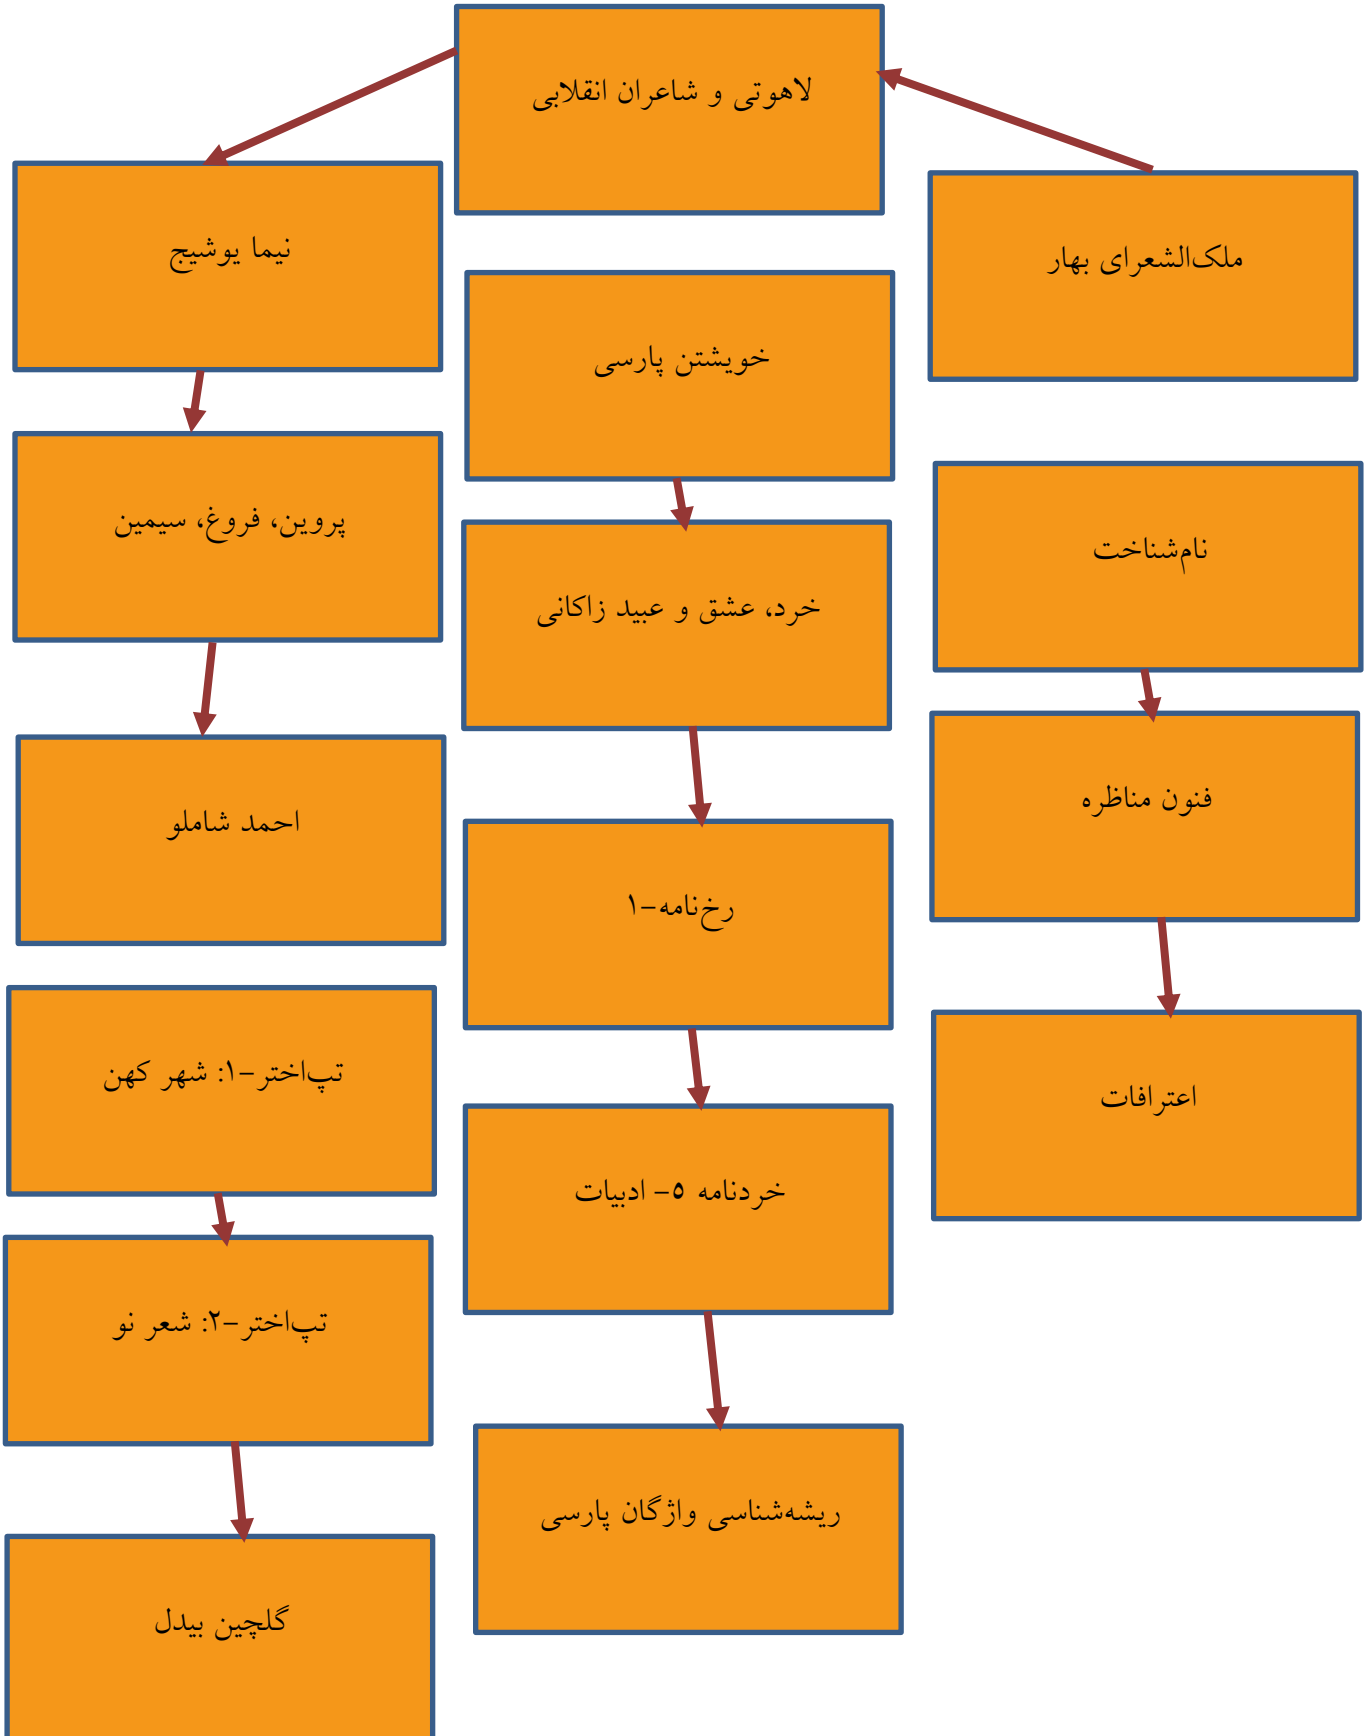 لاهوتی و شاعران انقلابی
ملک‌الشعرای بهار
نیما یوشیج
خویشتن پارسی
پروین، فروغ، سیمین
نام‌شناخت
خرد، عشق و عبید زاکانی
فنون مناظره
احمد شاملو
رخ‌نامه-۱
اعترافات
تپ‌اختر-۱: شهر کهن
خردنامه ۵- ادبیات
تپ‌اختر-۲: شعر نو
ریشه‌شناسی واژگان پارسی
گلچین بیدل